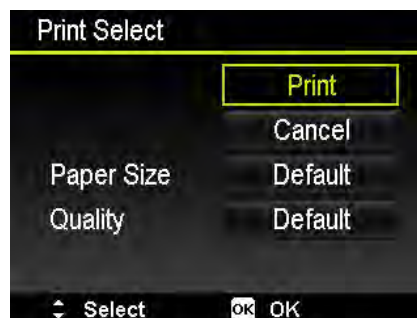 Print Select
Print
Cancel
Paper Size Default
Quality Default
Select OK OK